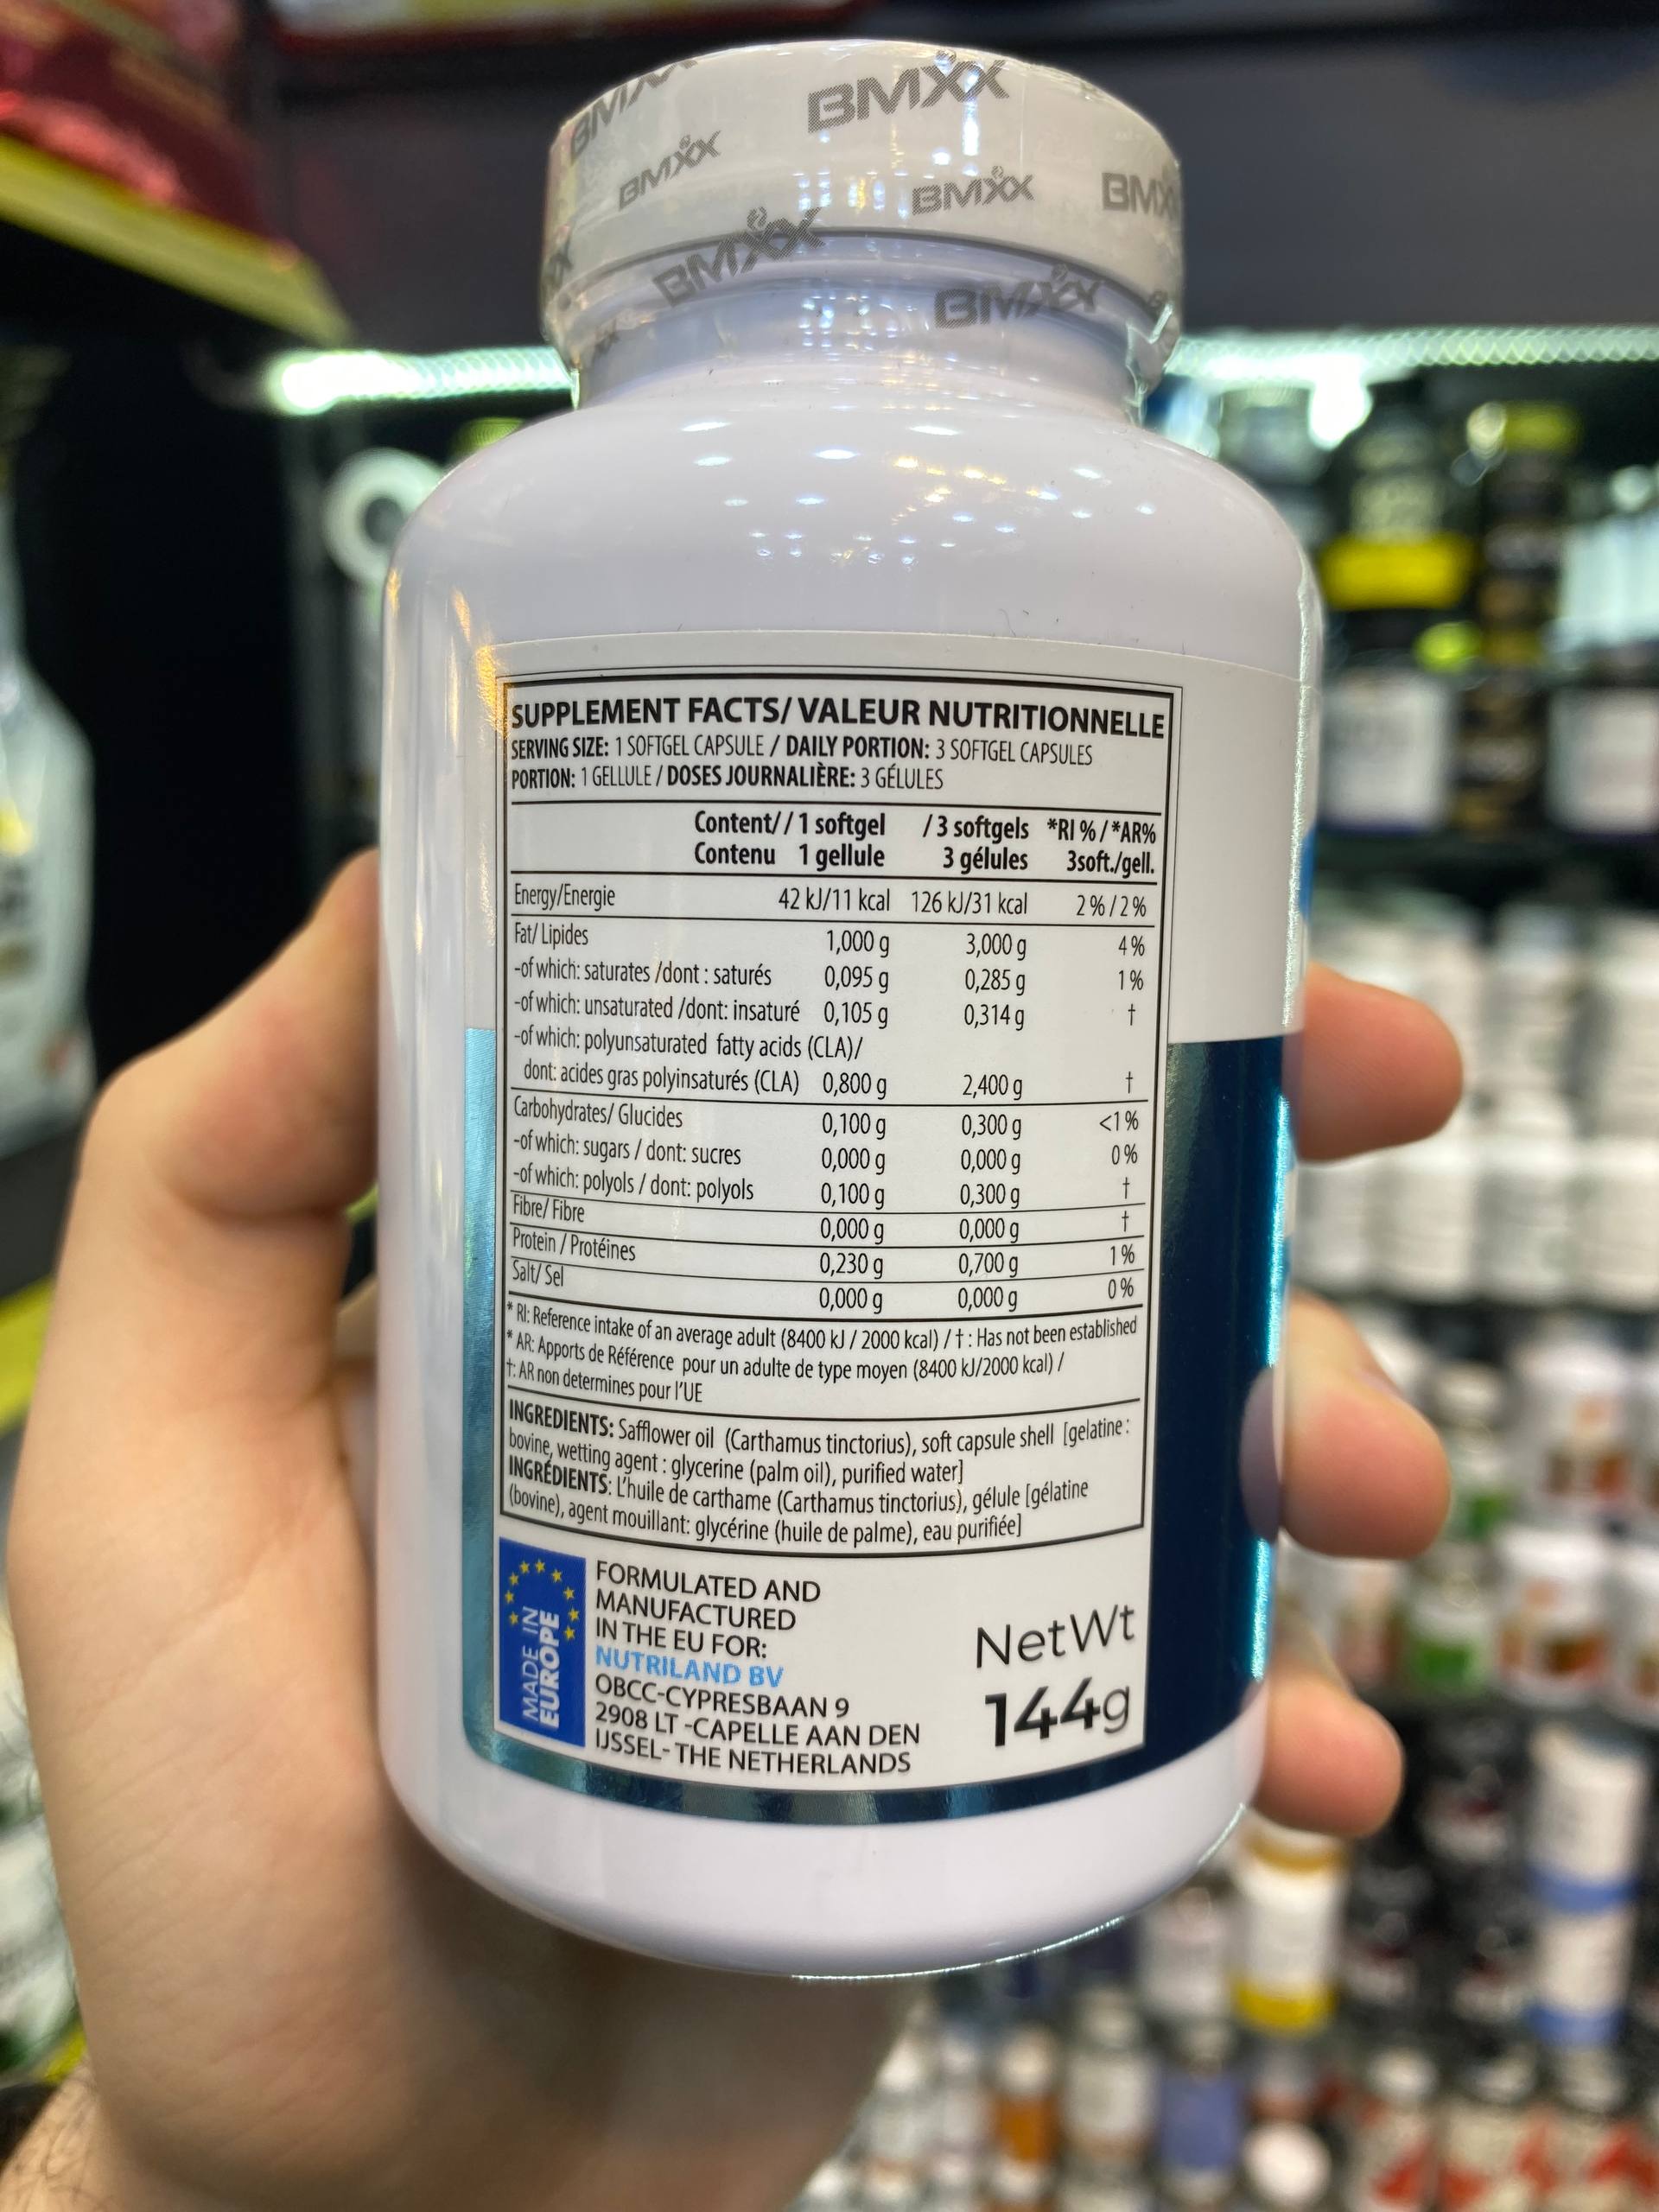 BMXX
BMXX
BMXX
BMXX
BMXX
SUPPLEMENT FACTS/ VALEUR NUTRITIONNELLE
SERVING SIZE: 1 SOFTGEL CAPSULE / DAILY PORTION: 3 SOFTGEL CAPSULES
PORTION: 1 GELLULE / DOSES JOURNALIÈRE: 3 GÉLULES
Content/ / 1 softgel / 3 softgels *RI % / *AR%
Contenu 1 gellule 3 gélules 3soft./gell.
Energy/Energie 42 kJ/11 kcal 126 kJ/31 kcal 2% / 2%
Fat/ Lipides 1,000 g 3,000 g 4%
-of which: saturates /dont : saturés 0,095 g 0,285 g 1%
-of which: unsaturated /dont: insaturé 0,105 g 0,314 g †
-of which: polyunsaturated fatty acids (CLA)/
dont: acides gras polyinsaturés (CLA) 0,800 g 2,400 g †
Carbohydrates/ Glucides 0,100 g 0,300 g <1%
-of which: sugars / dont: sucres 0,000 g 0,000 g 0%
-of which: polyols / dont: polyols 0,100 g 0,300 g †
Fibre/ Fibre 0,000 g 0,000 g †
Protein / Protéines 0,230 g 0,700 g 1%
Salt/ Sel 0,000 g 0,000 g 0%
* RI: Reference intake of an average adult (8400 kJ / 2000 kcal) / † : Has not been established
* AR: Apports de Référence pour un adulte de type moyen (8400 kJ/2000 kcal) /
†: AR non determines pour l'UE
INGREDIENTS: Safflower oil (Carthamus tinctorius), soft capsule shell [gelatine :
bovine, wetting agent : glycerine (palm oil), purified water]
INGRÉDIENTS: L'huile de carthame (Carthamus tinctorius), gélule [gélatine
(bovine), agent mouillant: glycérine (huile de palme), eau purifiée]
MADE IN
EUROPE
FORMULATED AND
MANUFACTURED
IN THE EU FOR:
NUTRILAND BV
OBCC-CYPRESBAAN 9
2908 LT -CAPELLE AAN DEN
IJSSEL- THE NETHERLANDS
NetWt
144g